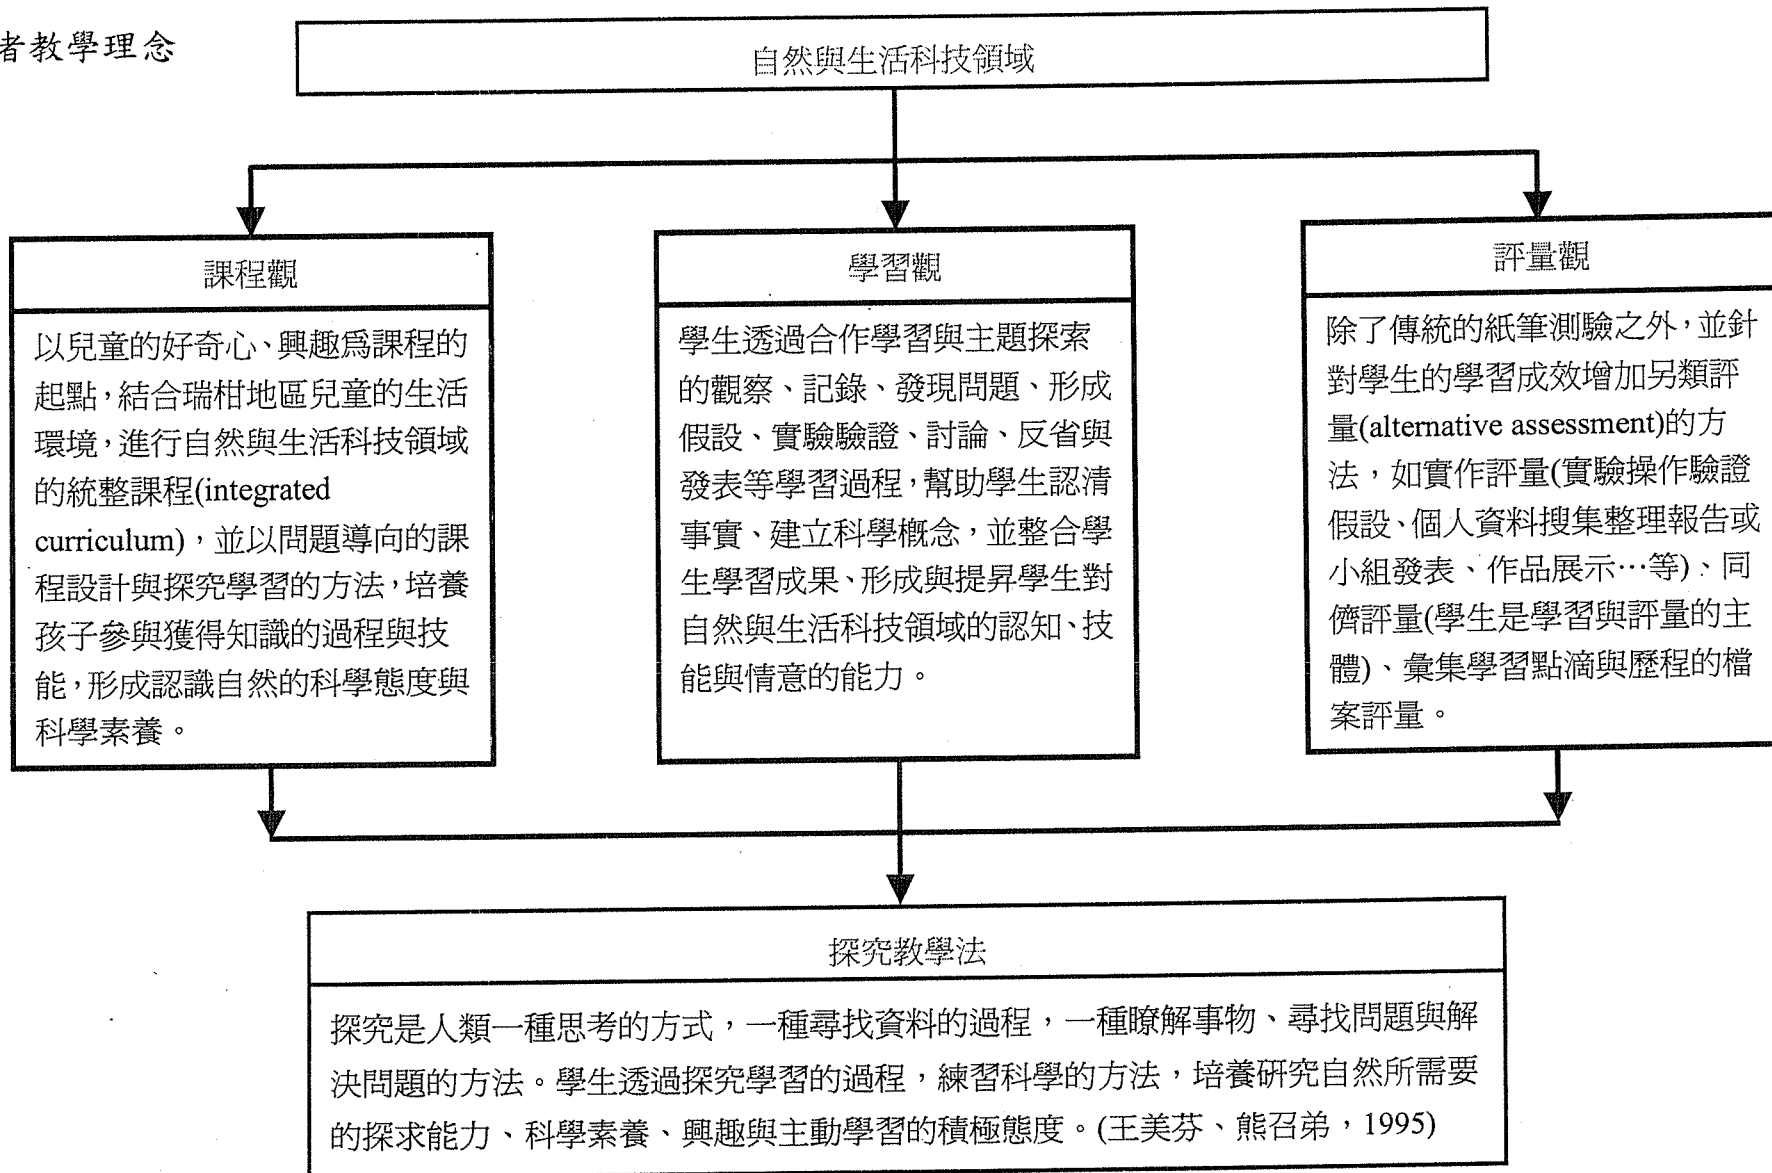 者教學理念
自然與生活科技領域
課程觀
以兒童的好奇心、興趣爲課程的
起點，結合瑞柑地區兒童的生活
環境，進行自然與生活科技領域
的統整課程(integrated
curriculum)，並以問題導向的課
程設計與探究學習的方法，培養
孩子參與獲得知識的過程與技
能，形成認識自然的科學態度與
科學素養。
學習觀
學生透過合作學習與主題探索
的觀察、記錄、發現問題、形成
假設、實驗驗證、討論、反省與
發表等學習過程，幫助學生認清
事實、建立科學概念，並整合學
生學習成果、形成與提昇學生對
自然與生活科技領域的認知、技
能與情意的能力。
評量觀
除了傳統的紙筆測驗之外，並針
對學生的學習成效增加另類評
量(alternative assessment)的方
法，如實作評量(實驗操作驗證
假設、個人資料搜集整理報告或
小組發表、作品展示…等)、同
儕評量(學生是學習與評量的主
體)、彙集學習點滴與歷程的檔
案評量。
探究教學法
探究是人類一種思考的方式，一種尋找資料的過程，一種瞭解事物、尋找問題與解
決問題的方法。學生透過探究學習的過程，練習科學的方法，培養研究自然所需要
的探求能力、科學素養、興趣與主動學習的積極態度。(王美芬、熊召弟，1995)